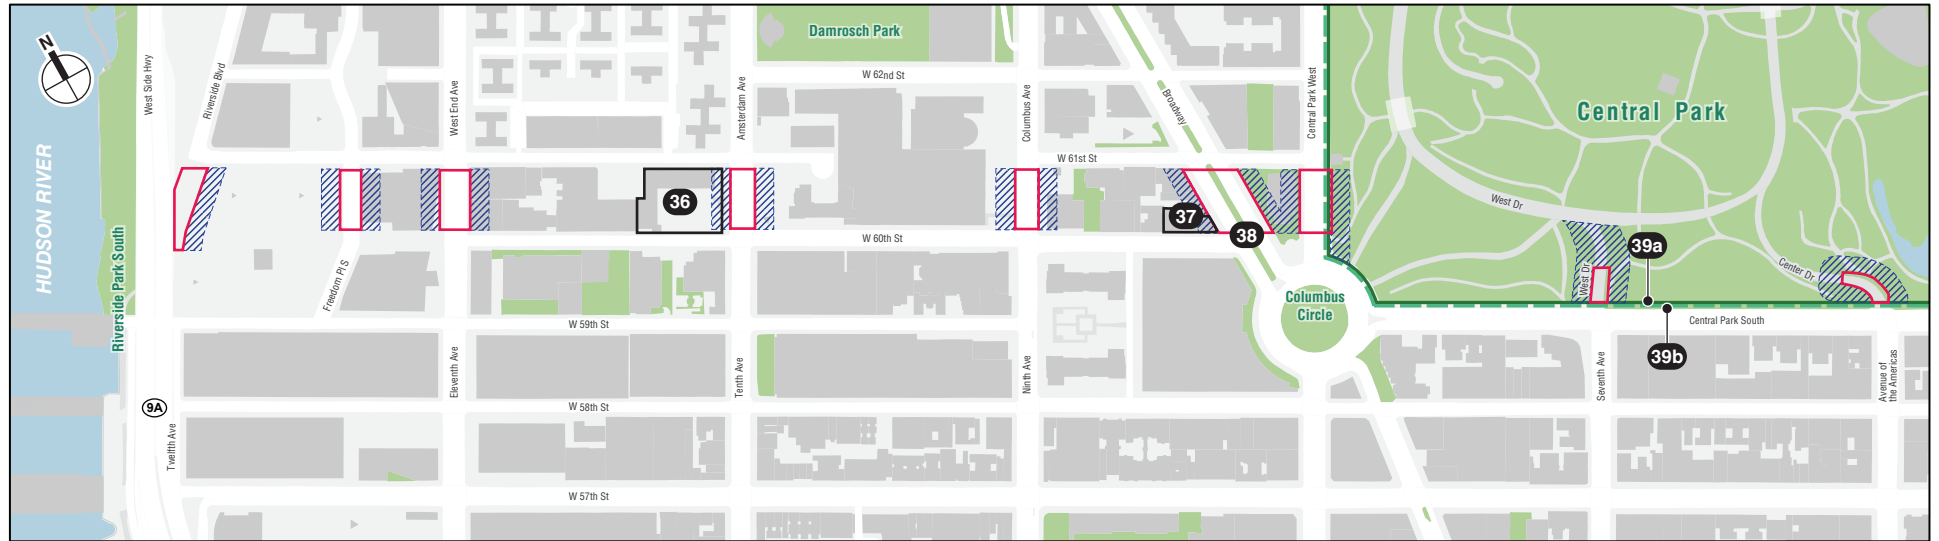 N
HUDSON RIVER
Riverside Park South
West Side Hwy
Riverside Blvd
West End Ave
Amsterdam Ave
Damrosch Park
W 62nd St
Columbus Ave
Broadway
Central Park West
Central Park
W 61st St
36
37
38
W 60th St
West Dr
West Dr
Center Dr
39a
39b
Freedom Pl S
Columbus
Circle
Central Park South
W 59th St
Eleventh Ave
Tenth Ave
Ninth Ave
Seventh Ave
Avenue of
the Americas
9A
W 58th St
Twelfth Ave
W 57th St